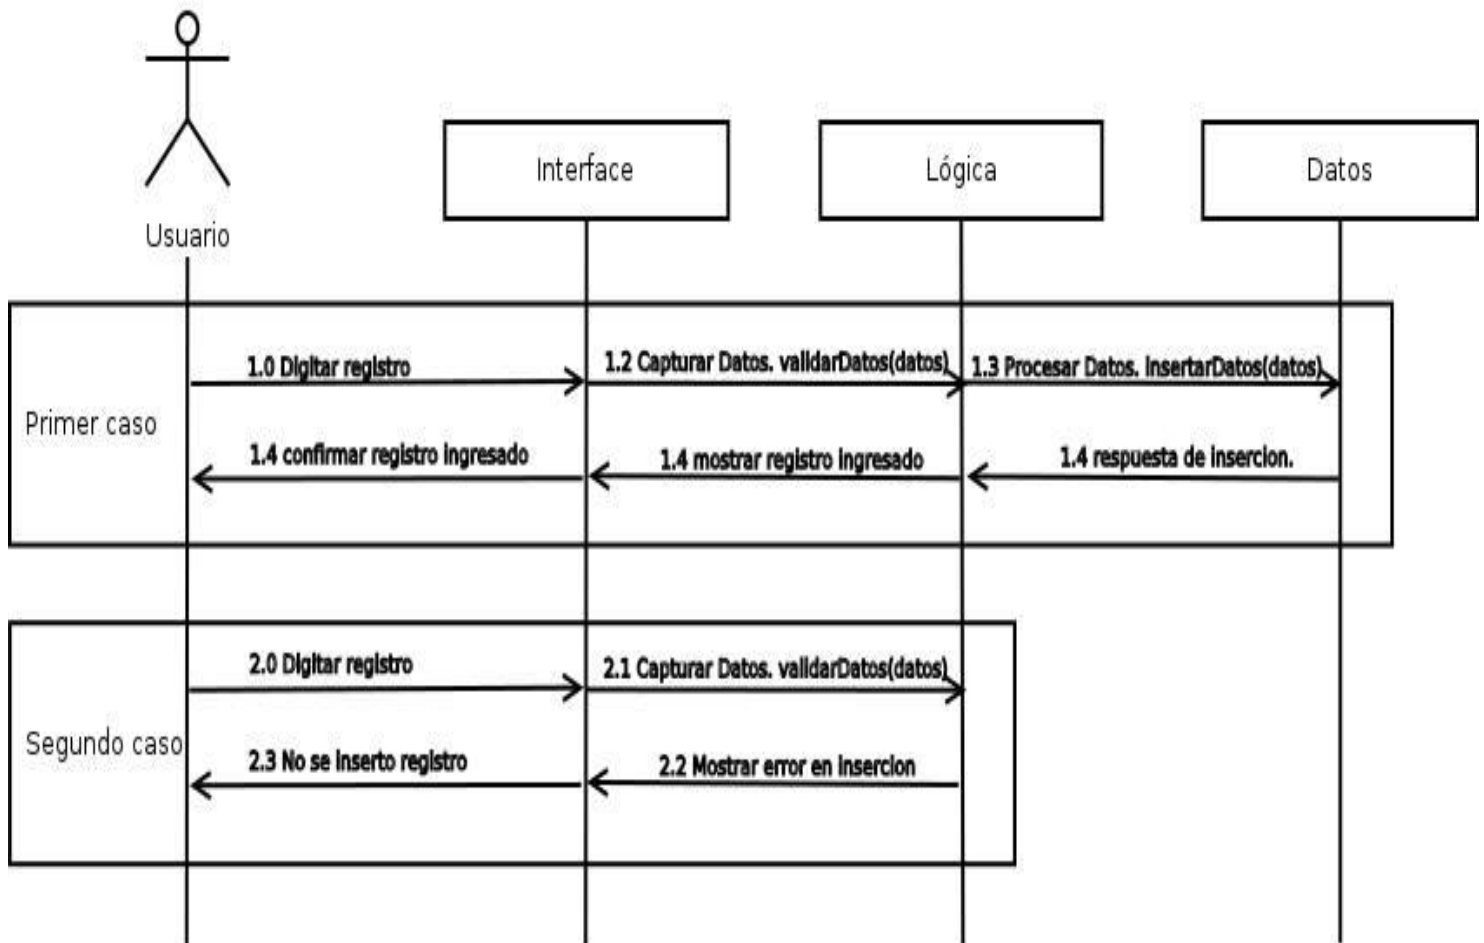 Usuario
Interface
Lógica
Datos
Primer caso
1.0 Digitar registro
1.2 Capturar Datos. validarDatos(datos)
1.3 Procesar Datos. insertarDatos(datos)
1.4 confirmar registro ingresado
1.4 mostrar registro ingresado
1.4 respuesta de insercion.
Segundo caso
2.0 Digitar registro
2.1 Capturar Datos. validarDatos(datos)
2.3 No se inserto registro
2.2 Mostrar error en insercion